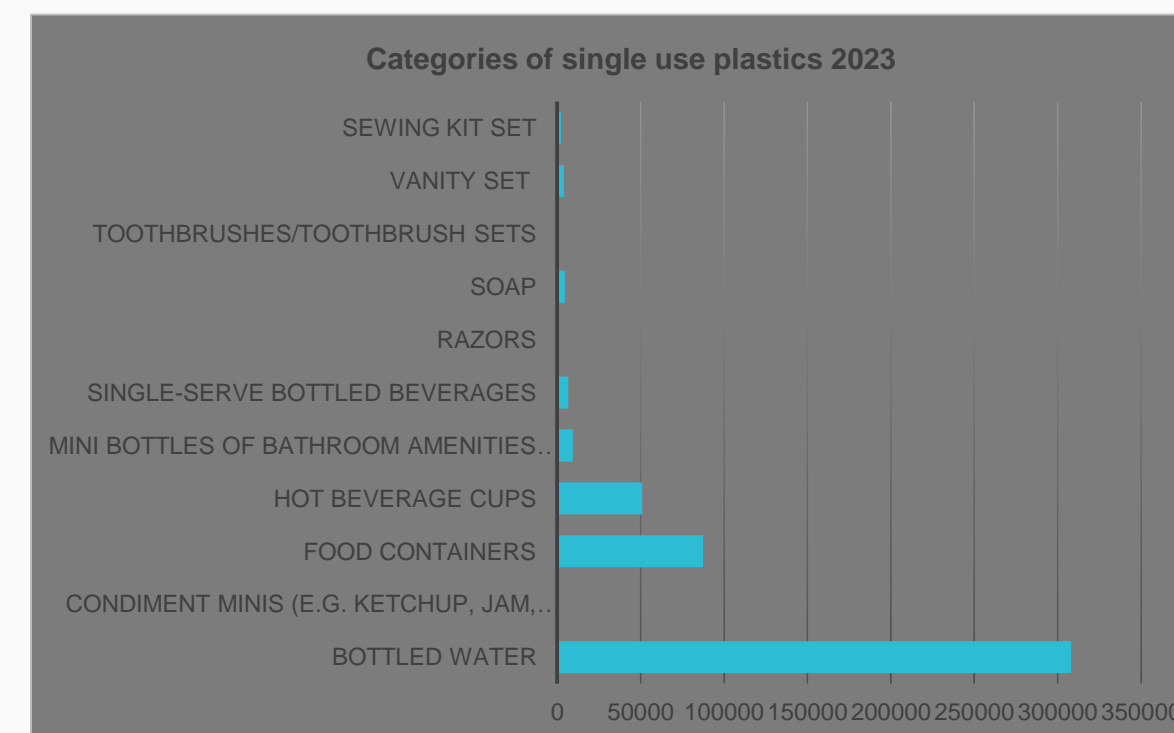 Categories of single use plastics 2023
SEWING KIT SET
VANITY SET
TOOTHBRUSHES/TOOTHBRUSH SETS
SOAP
RAZORS
SINGLE-SERVE BOTTLED BEVERAGES
MINI BOTTLES OF BATHROOM AMENITIES..
HOT BEVERAGE CUPS
FOOD CONTAINERS
CONDIMENT MINIS (E.G. KETCHUP, JAM,..
BOTTLED WATER
0 50000 100000 150000 200000 250000 300000 350000